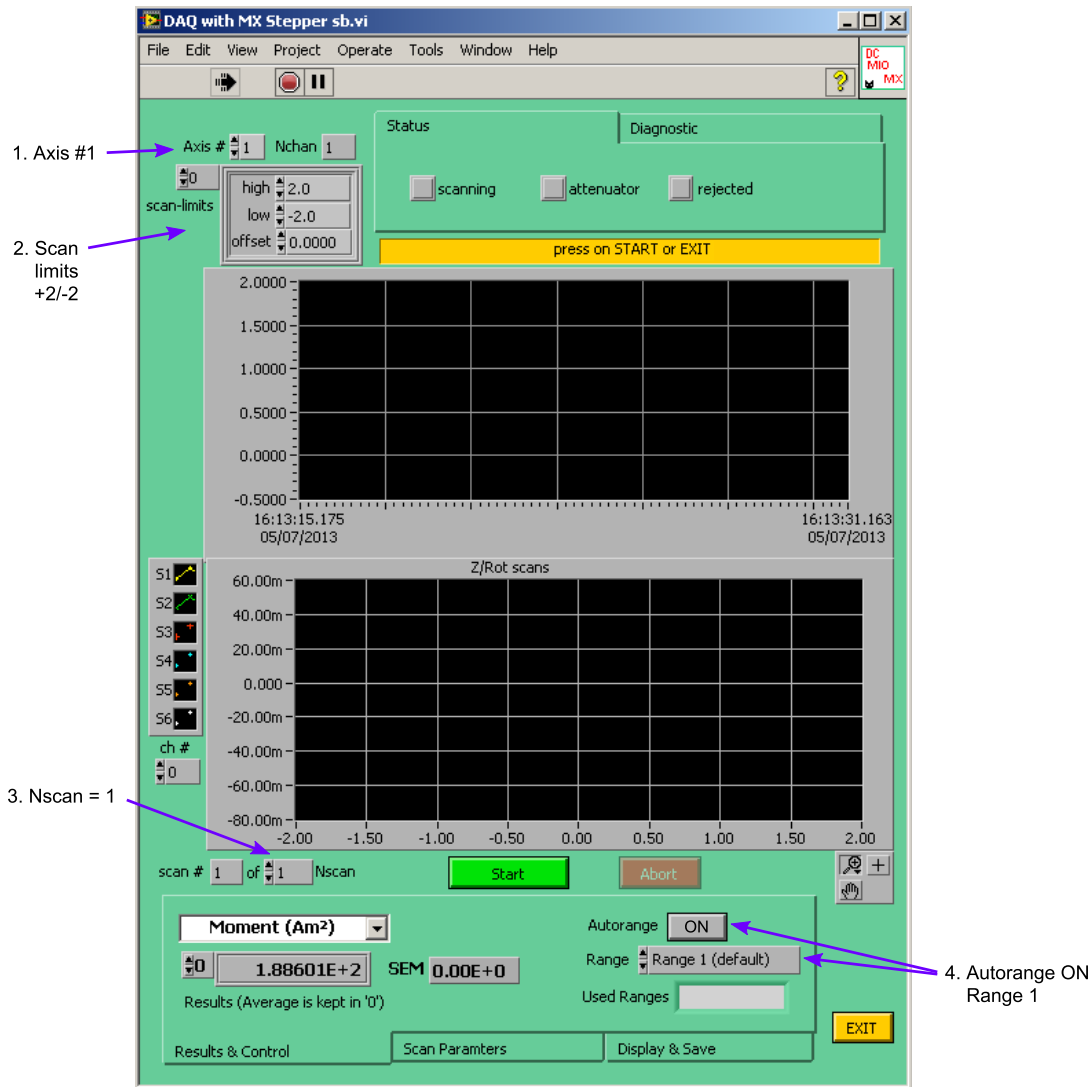 DAQ with MX Stepper sb.vi
File Edit View Project Operate Tools Window Help
DC
MIO
MX
?
1. Axis #1
Axis # 1 Nchan 1
Status
Diagnostic
0
scan-limits
high 2.0
low -2.0
offset 0.0000
scanning
attenuator
rejected
2. Scan
limits
+2/-2
press on START or EXIT
2.0000
1.5000
1.0000
0.5000
0.0000
-0.5000
16:13:15.175
05/07/2013
16:13:31.163
05/07/2013
Z/Rot scans
S1
S2
S3
S4
S5
S6
ch #
0
60.00m
40.00m
20.00m
0.000
-20.00m
-40.00m
-60.00m
-80.00m
-2.00 -1.50 -1.00 -0.50 0.00 0.50 1.00 1.50 2.00
3. Nscan = 1
scan # 1 of 1 Nscan
Start
Abort
Moment (Am²)
0 1.88601E+2 SEM 0.00E+0
Results (Average is kept in '0')
Autorange ON
Range Range 1 (default)
Used Ranges
4. Autorange ON
Range 1
EXIT
Results & Control
Scan Paramters
Display & Save